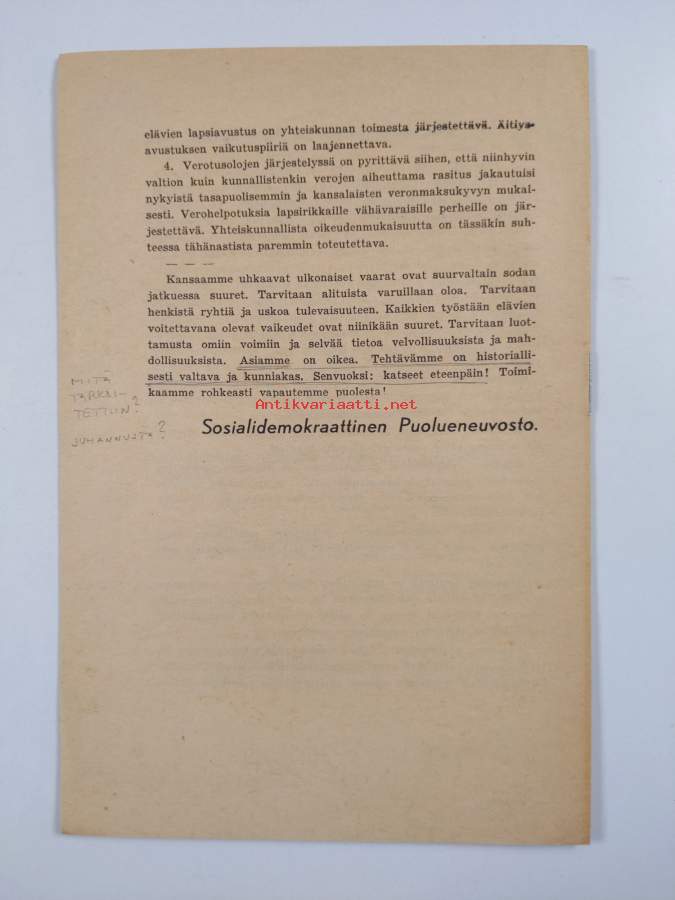 elävien lapsiavustus on yhteiskunnan toimesta järjestettävä. Äitiys-
avustuksen vaikutuspiiriä on laajennettava.
4. Verotusolojen järjestelyssä on pyrittävä siihen, että niinhyvin
valtion kuin kunnallistenkin verojen aiheuttama rasitus jakautuisi
nykyistä tasapuolisemmin ja kansalaisten veronmaksukyvyn mukai-
sesti. Verohelpotuksia lapsirikkaille vähävaraisille perheille on jär-
jestettävä. Yhteiskunnallista oikeudenmukaisuutta on tässäkin suh-
teessa tähänastista paremmin toteutettava.
— — —
Kansaamme uhkaavat ulkonaiset vaarat ovat suurvaltain sodan
jatkuessa suuret. Tarvitaan alituista varuillaan oloa. Tarvitaan
henkistä ryhtiä ja uskoa tulevaisuuteen. Kaikkien työstään elävien
voitettavana olevat vaikeudet ovat niinikään suuret. Tarvitaan luot-
tamusta omiin voimiin ja selvää tietoa velvollisuuksista ja mah-
dollisuuksista. Asiamme on oikea. Tehtävämme on historialli-
sesti valtava ja kunniakas. Senvuoksi: katseet eteenpäin! Toimi-
kaamme rohkeasti vapautemme puolesta!
Antikvariaatti.net
Sosialidemokraattinen Puolueneuvosto.
MITÄ
TARKOI-
TETTIIN?
JUHANNUSTA?